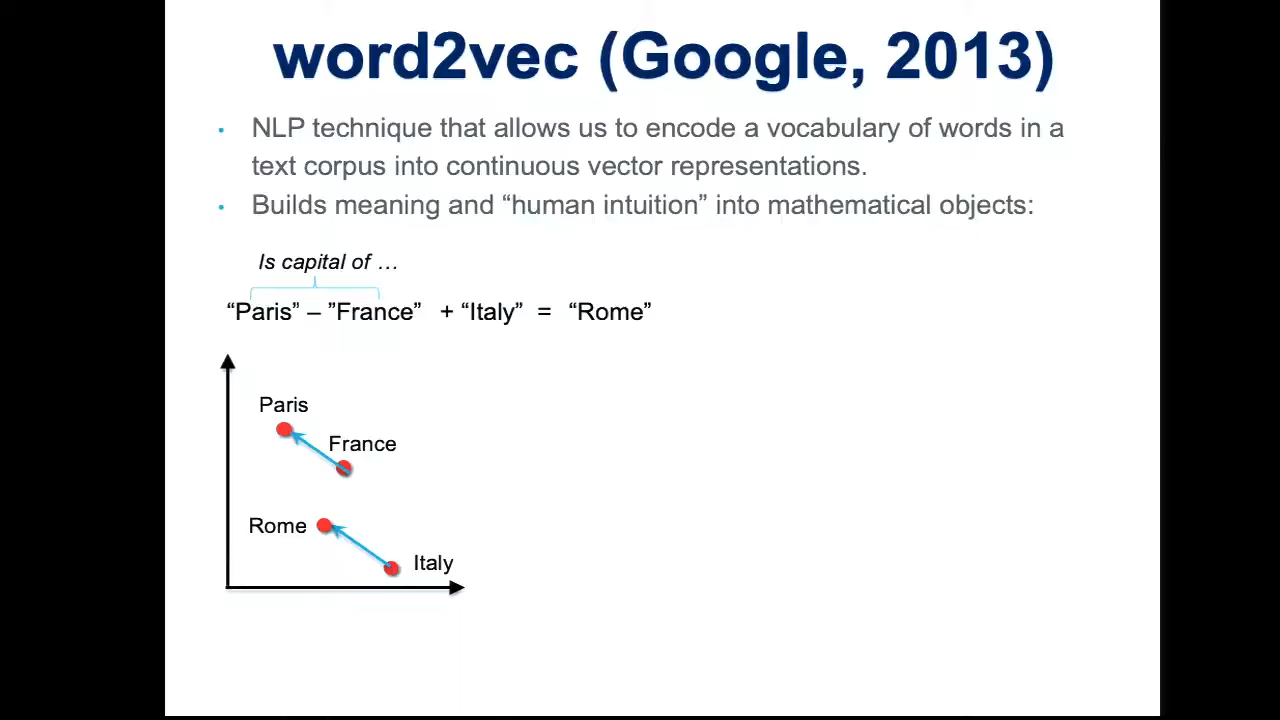 word2vec (Google, 2013)
• NLP technique that allows us to encode a vocabulary of words in a
text corpus into continuous vector representations.
• Builds meaning and “human intuition” into mathematical objects:
Is capital of …
“Paris” – ”France” + “Italy” = “Rome”
Paris
France
Rome
Italy